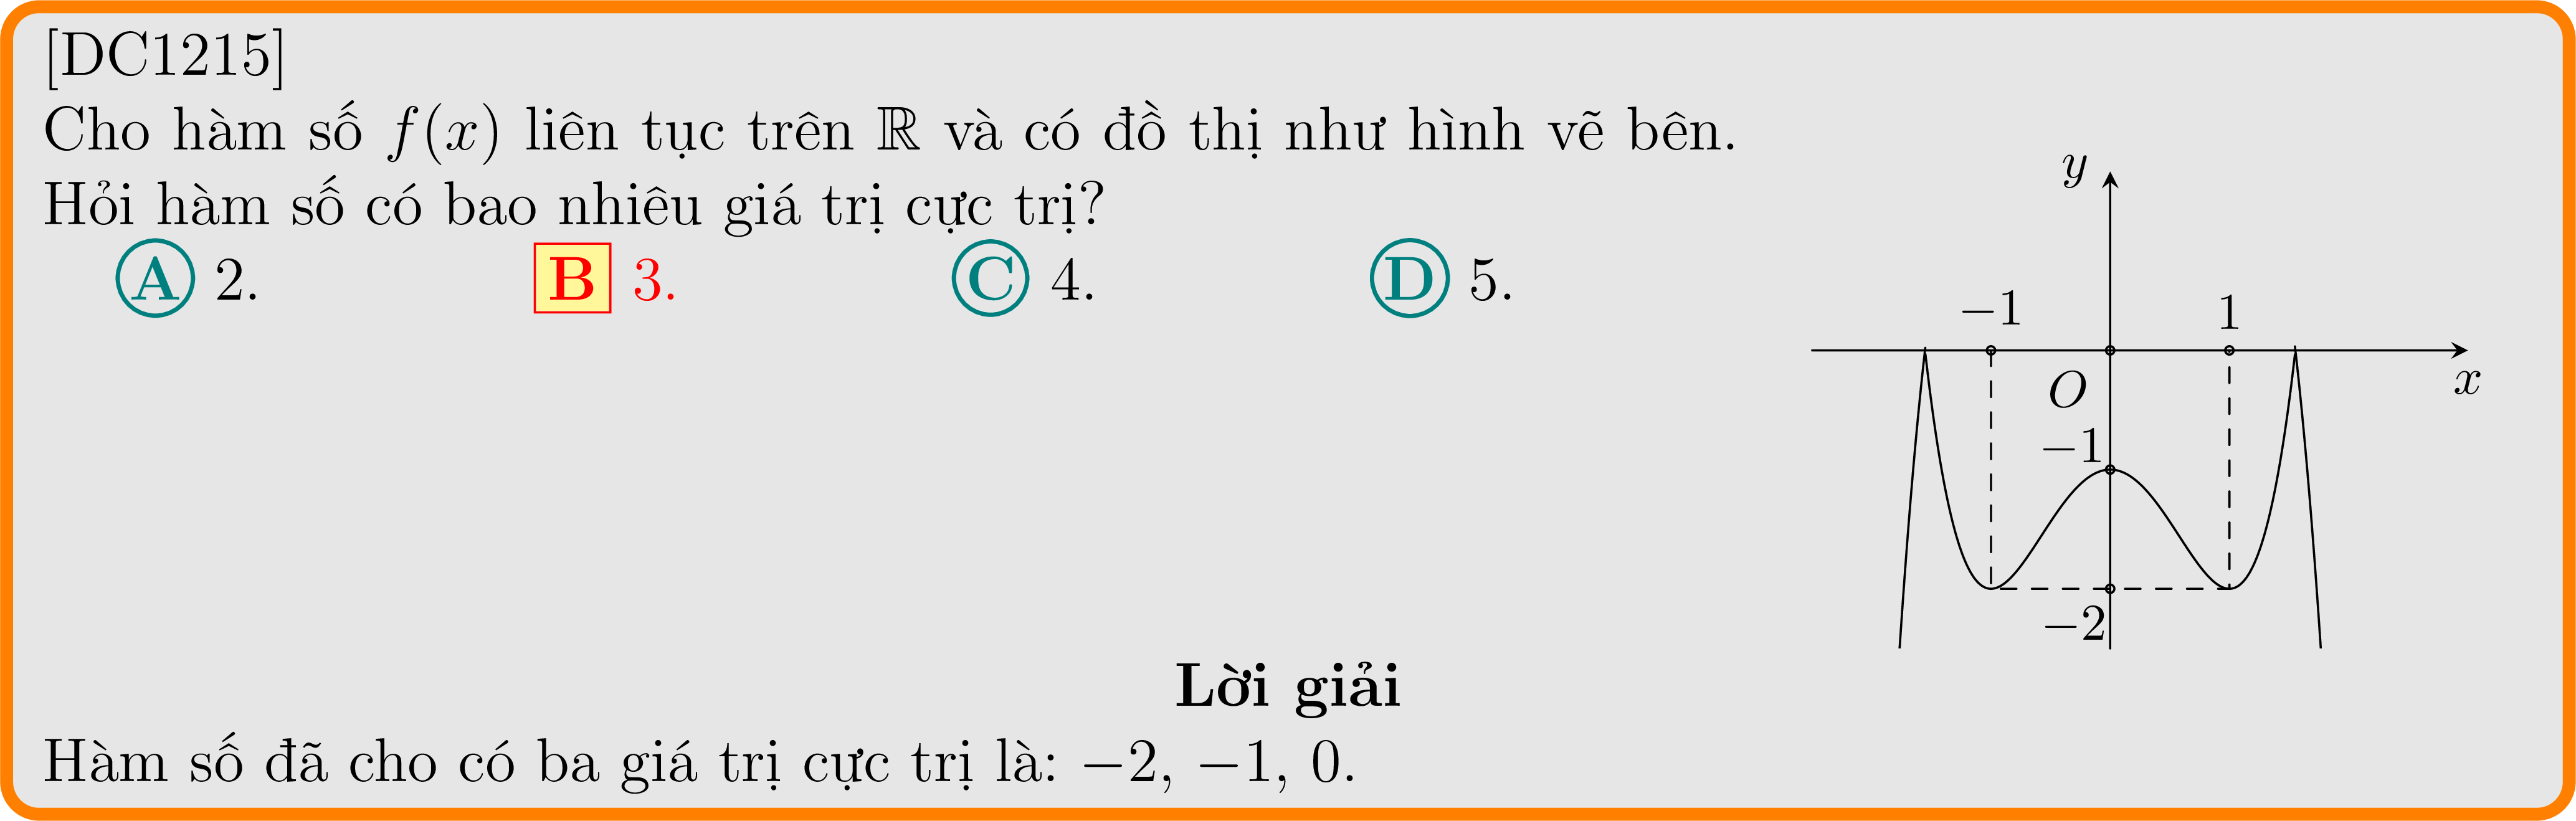 [DC1215]
Cho hàm số f(x) liên tục trên ℝ và có đồ thị như hình vẽ bên.
Hỏi hàm số có bao nhiêu giá trị cực trị?
A 2. B 3. C 4. D 5.
y
−1 1
O x
−1
−2
Lời giải
Hàm số đã cho có ba giá trị cực trị là: −2, −1, 0.